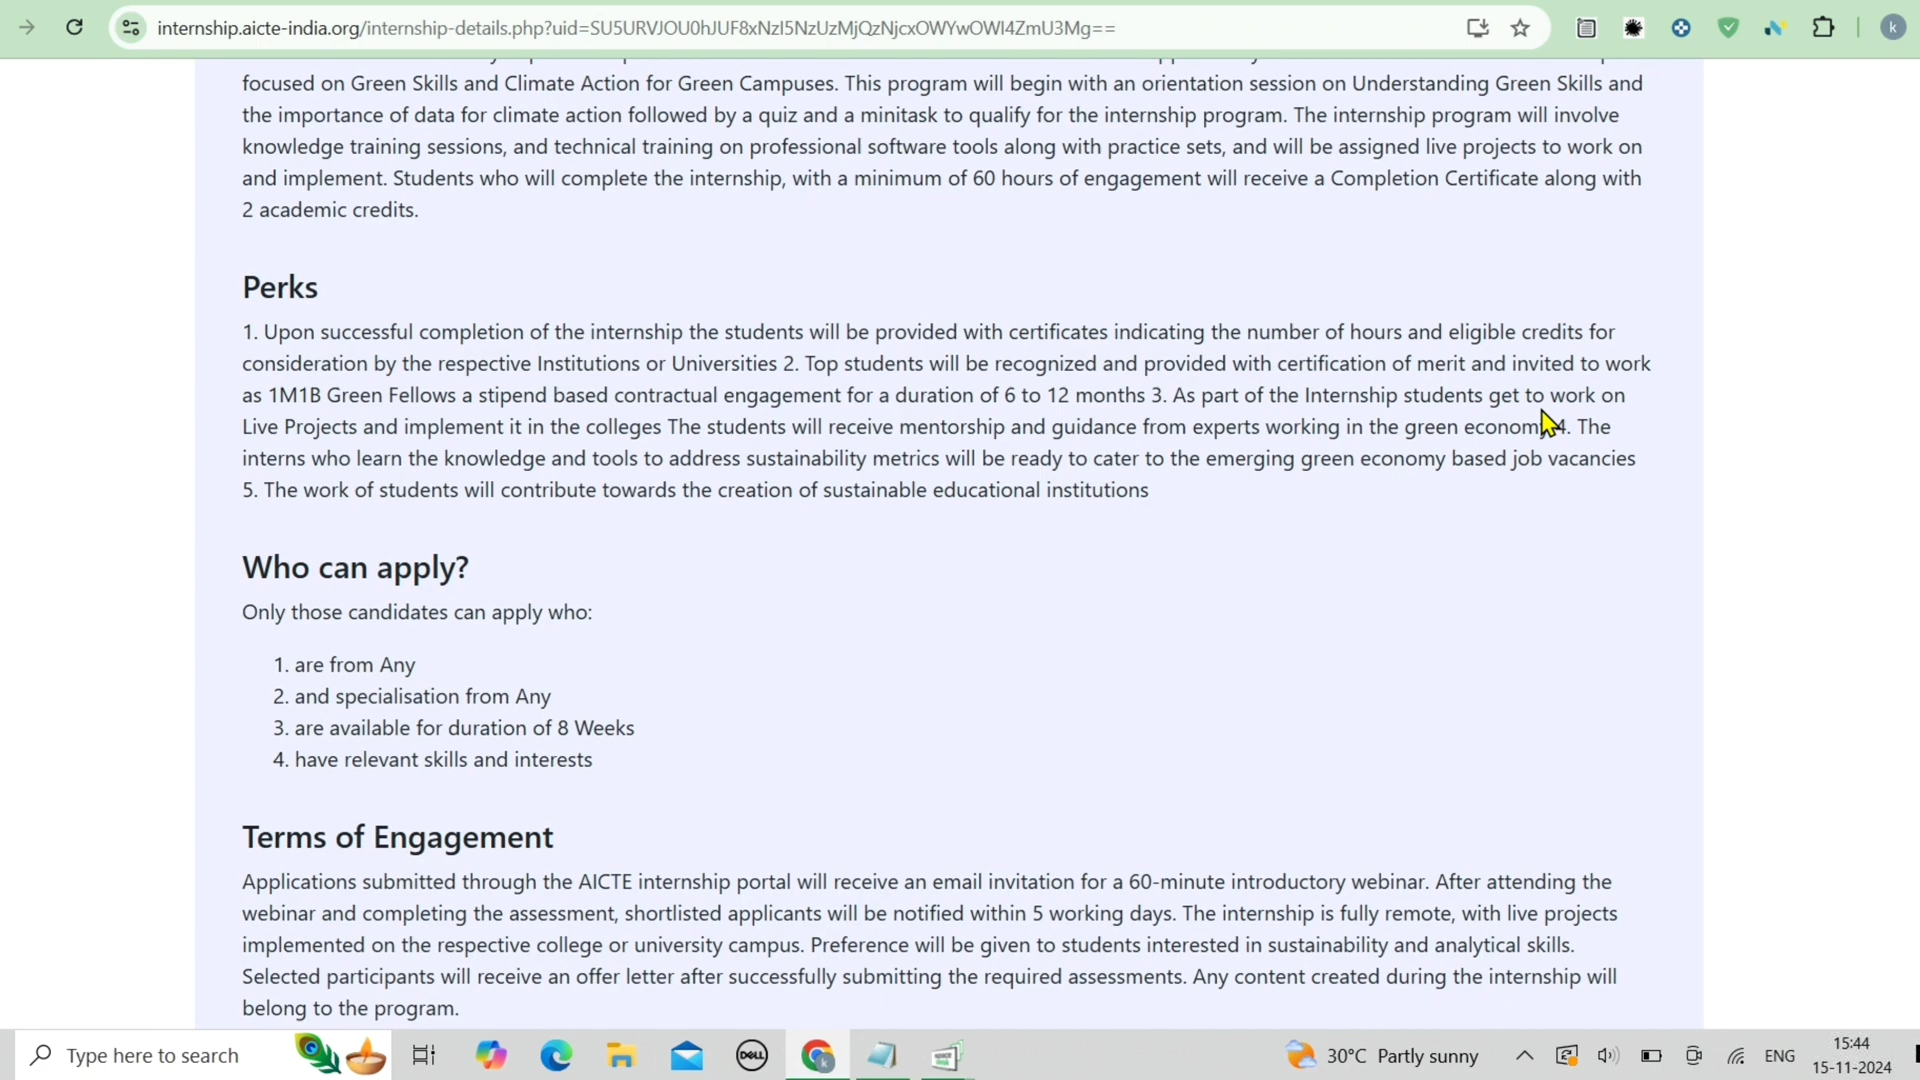 internship.aicte-india.org/internship-details.php?uid=SU5URVJOU0hJUF8xNzI5NzUzMjQzNjcxOWYwOWI4ZmU3Mg==
k
focused on Green Skills and Climate Action for Green Campuses. This program will begin with an orientation session on Understanding Green Skills and
the importance of data for climate action followed by a quiz and a minitask to qualify for the internship program. The internship program will involve
knowledge training sessions, and technical training on professional software tools along with practice sets, and will be assigned live projects to work on
and implement. Students who will complete the internship, with a minimum of 60 hours of engagement will receive a Completion Certificate along with
2 academic credits.
Perks
1. Upon successful completion of the internship the students will be provided with certificates indicating the number of hours and eligible credits for
consideration by the respective Institutions or Universities 2. Top students will be recognized and provided with certification of merit and invited to work
as 1M1B Green Fellows a stipend based contractual engagement for a duration of 6 to 12 months 3. As part of the Internship students get to work on
Live Projects and implement it in the colleges The students will receive mentorship and guidance from experts working in the green economy 4. The
interns who learn the knowledge and tools to address sustainability metrics will be ready to cater to the emerging green economy based job vacancies
5. The work of students will contribute towards the creation of sustainable educational institutions
Who can apply?
Only those candidates can apply who:
1. are from Any
2. and specialisation from Any
3. are available for duration of 8 Weeks
4. have relevant skills and interests
Terms of Engagement
Applications submitted through the AICTE internship portal will receive an email invitation for a 60-minute introductory webinar. After attending the
webinar and completing the assessment, shortlisted applicants will be notified within 5 working days. The internship is fully remote, with live projects
implemented on the respective college or university campus. Preference will be given to students interested in sustainability and analytical skills.
Selected participants will receive an offer letter after successfully submitting the required assessments. Any content created during the internship will
belong to the program.
Type here to search
DELL
30°C Partly sunny
ENG
15:44
15-11-2024